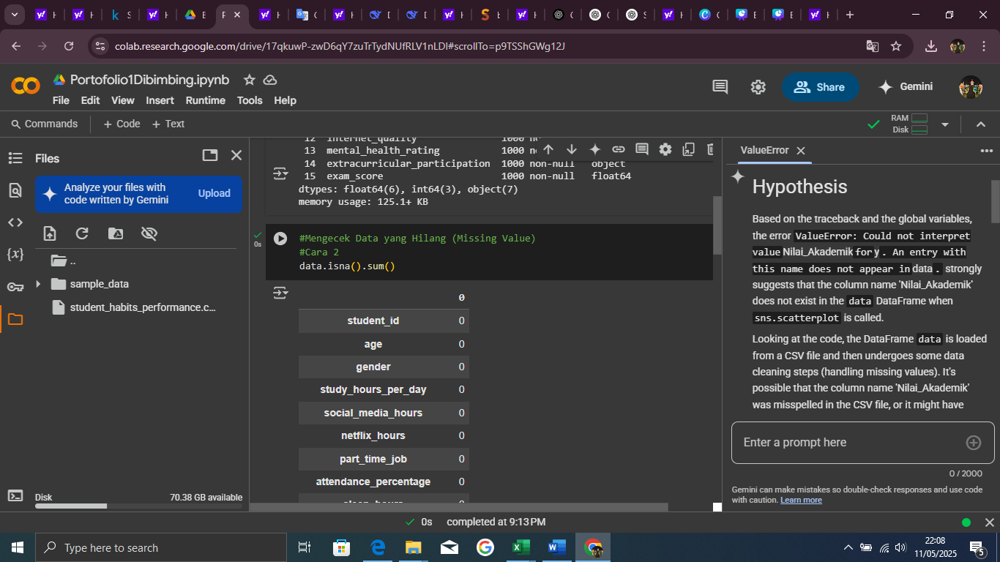 colab.research.google.com/drive/17qkuwP-zwD6qY7zuTrTydNUfRLV1nLDl#scrollTo=p9TSShGWg12J
Portofolio1Dibimbing.ipynb
File Edit View Insert Runtime Tools Help
Share
Gemini
Commands + Code + Text
RAM
Disk
Files
Analyze your files with
code written by Gemini
Upload
..
sample_data
student_habits_performance.c...
Disk 70.38 GB available
12 internet_quality 1000
13 mental_health_rating 1000
14 extracurricular_participation 1000 non-null object
15 exam_score 1000 non-null float64
dtypes: float64(6), int64(3), object(7)
memory usage: 125.1+ KB
0s
#Mengecek Data yang Hilang (Missing Value)
#Cara 2
data.isna().sum()
0
student_id 0
age 0
gender 0
study_hours_per_day 0
social_media_hours 0
netflix_hours 0
part_time_job 0
attendance_percentage 0
ValueError
Hypothesis
Based on the traceback and the global variables,
the error ValueError: Could not interpret
value Nilai_Akademik for y . An entry with
this name does not appear in data . strongly
suggests that the column name 'Nilai_Akademik'
does not exist in the data DataFrame when
sns.scatterplot is called.
Looking at the code, the DataFrame data is loaded
from a CSV file and then undergoes some data
cleaning steps (handling missing values). It's
possible that the column name 'Nilai_Akademik'
was misspelled in the CSV file, or it might have
Enter a prompt here
0 / 2000
Gemini can make mistakes so double-check responses and use code
with caution. Learn more
0s completed at 9:13 PM
Type here to search
22:08
11/05/2025
5